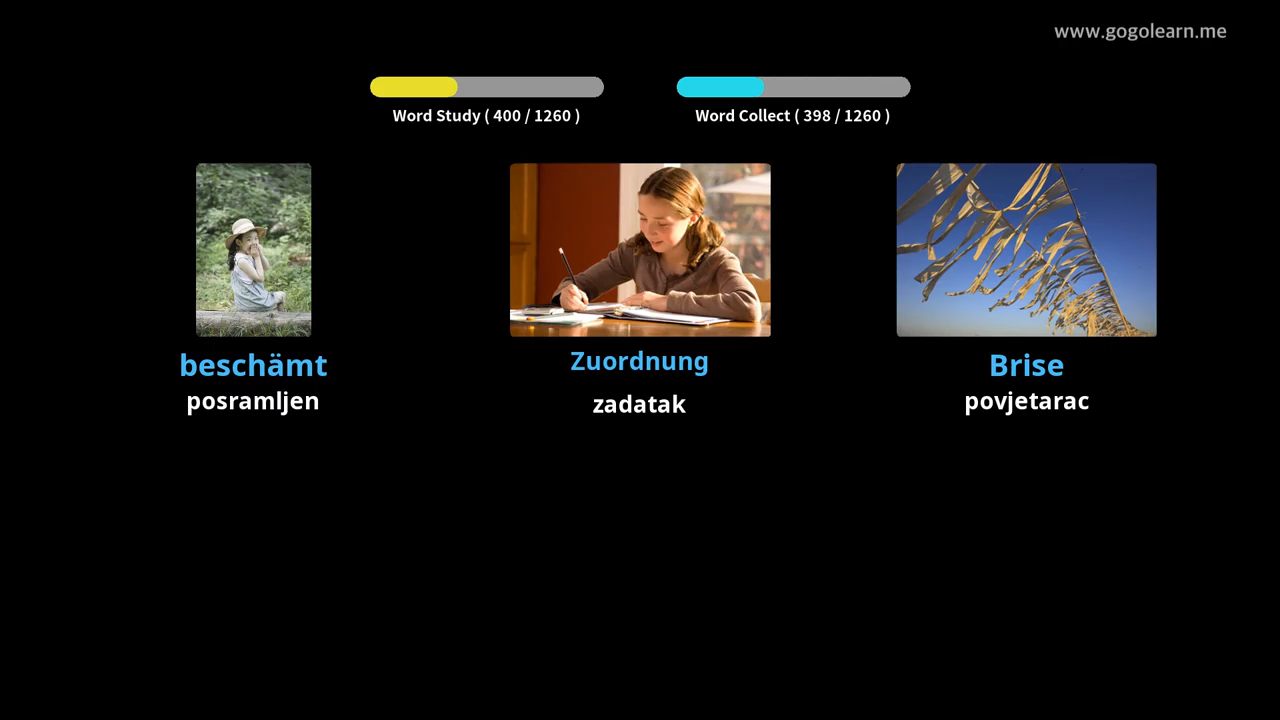 www.gogolearn.me
Word Study ( 400 / 1260 )
Word Collect ( 398 / 1260 )
beschämt
posramljen
Zuordnung
zadatak
Brise
povjetarac